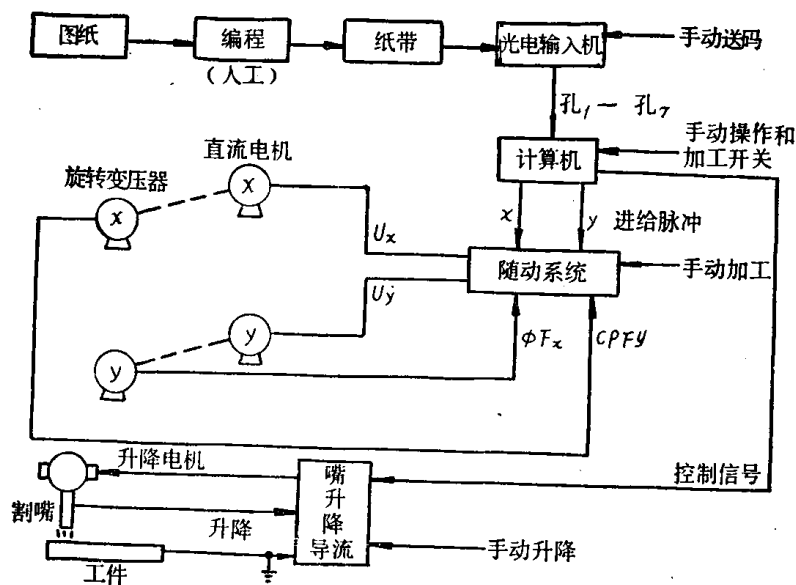 图纸
编程
(人工)
纸带
光电输入机
手动送码
孔1 — 孔7
手动操作和
加工开关
计算机
直流电机
旋转变压器
x
x
x
y 进给脉冲
Ux
随动系统
手动加工
Uy
y
y
ΦFx
CPFY
升降电机
嘴升降导流
控制信号
割嘴
升降
手动升降
工件